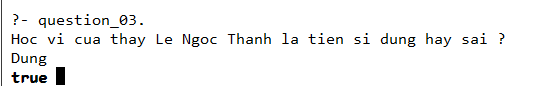 ?- question_03.
Hoc vi cua thay Le Ngoc Thanh la tien si dung hay sai ?
Dung
true